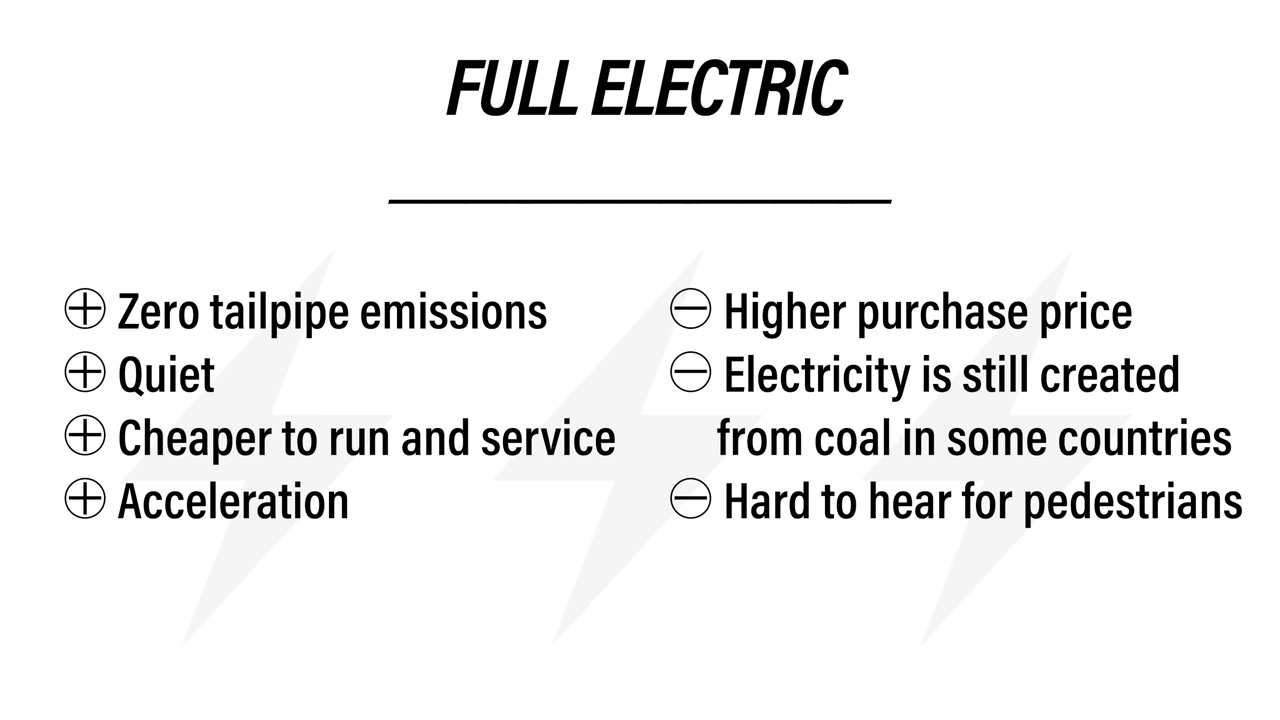 FULL ELECTRIC
⊕ Zero tailpipe emissions
⊕ Quiet
⊕ Cheaper to run and service
⊕ Acceleration
⊖ Higher purchase price
⊖ Electricity is still created
from coal in some countries
⊖ Hard to hear for pedestrians